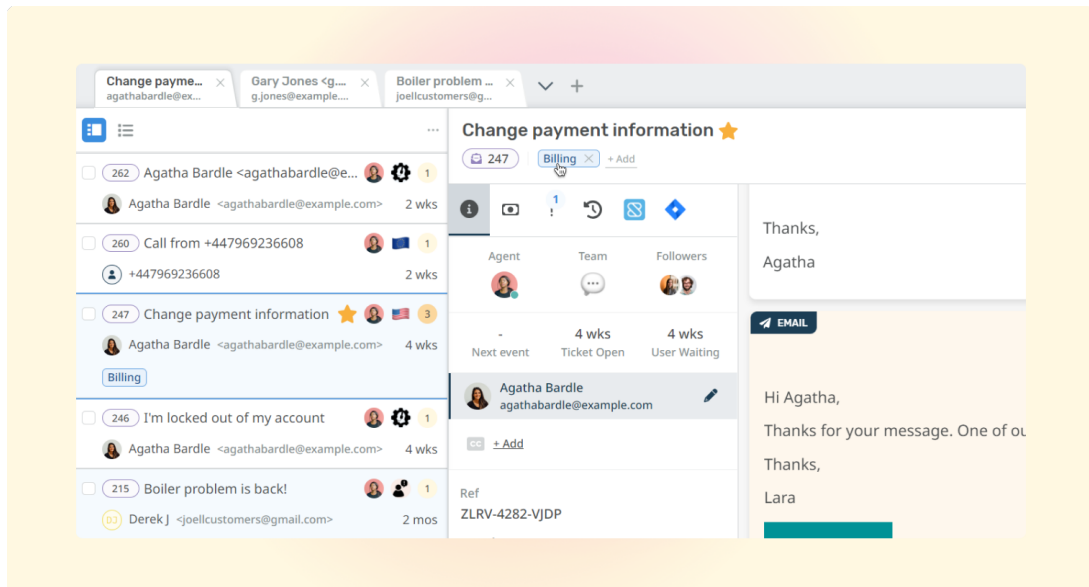 Change payme...
agathabardle@ex...
Gary Jones <g....
g.jones@example....
Boiler problem ...
joellcustomers@g...
262 Agatha Bardle <agathabardle@e... 1
Agatha Bardle <agathabardle@example.com> 2 wks
260 Call from +447969236608 1
+447969236608 2 wks
247 Change payment information 3
Agatha Bardle <agathabardle@example.com> 4 wks
Billing
246 I'm locked out of my account 1
Agatha Bardle <agathabardle@example.com> 4 wks
215 Boiler problem is back! 1
DJ Derek J <joellcustomers@gmail.com> 2 mos
Change payment information
247 Billing + Add
1
Agent Team Followers
- 4 wks 4 wks
Next event Ticket Open User Waiting
Agatha Bardle
agathabardle@example.com
CC + Add
Ref
ZLRV-4282-VJDP
Thanks,
Agatha
EMAIL
Hi Agatha,
Thanks for your message. One of ou
Thanks,
Lara